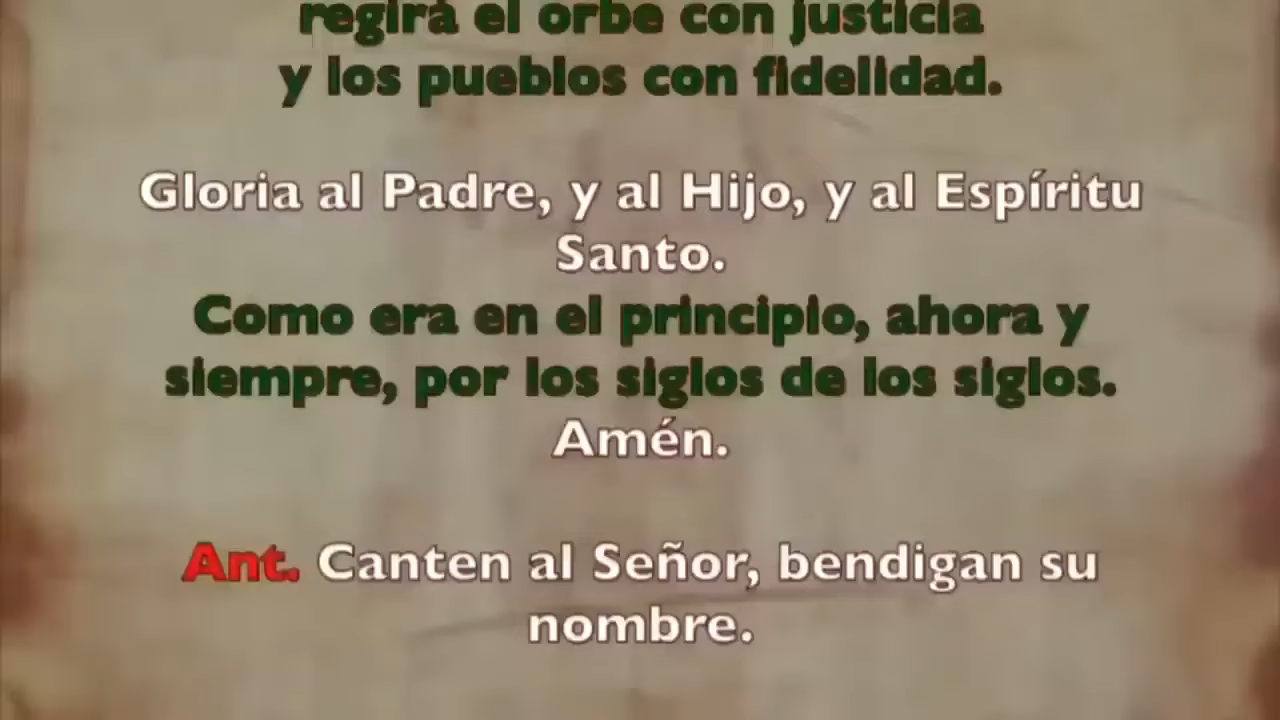 regirá el orbe con justicia
y los pueblos con fidelidad.
Gloria al Padre, y al Hijo, y al Espíritu
Santo.
Como era en el principio, ahora y
siempre, por los siglos de los siglos.
Amén.
Ant. Canten al Señor, bendigan su
nombre.